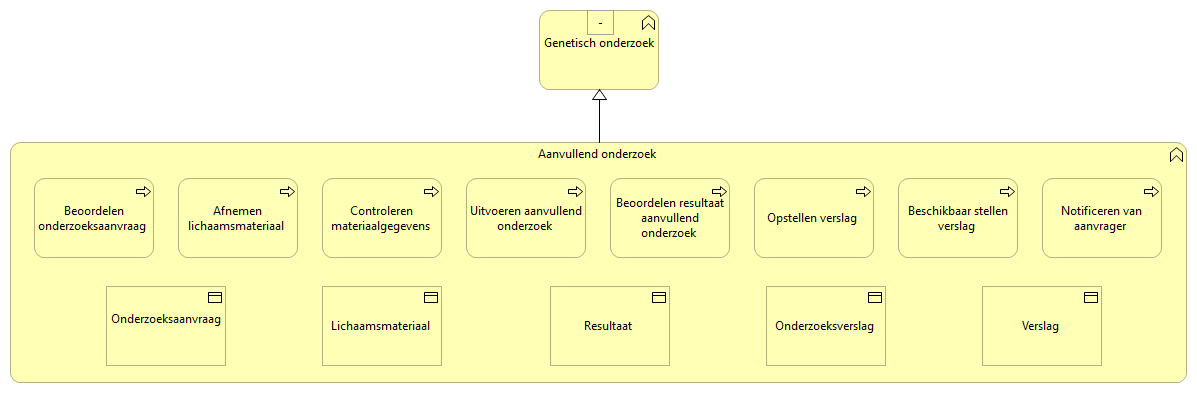 -
Genetisch onderzoek
Aanvullend onderzoek
Beoordelen
onderzoeksaanvraag
Afnemen
lichaamsmateriaal
Controleren
materiaalgegevens
Uitvoeren aanvullend
onderzoek
Beoordelen resultaat
aanvullend
onderzoek
Opstellen verslag
Beschikbaar stellen
verslag
Notificeren van
aanvrager
Onderzoeksaanvraag
Lichaamsmateriaal
Resultaat
Onderzoeksverslag
Verslag